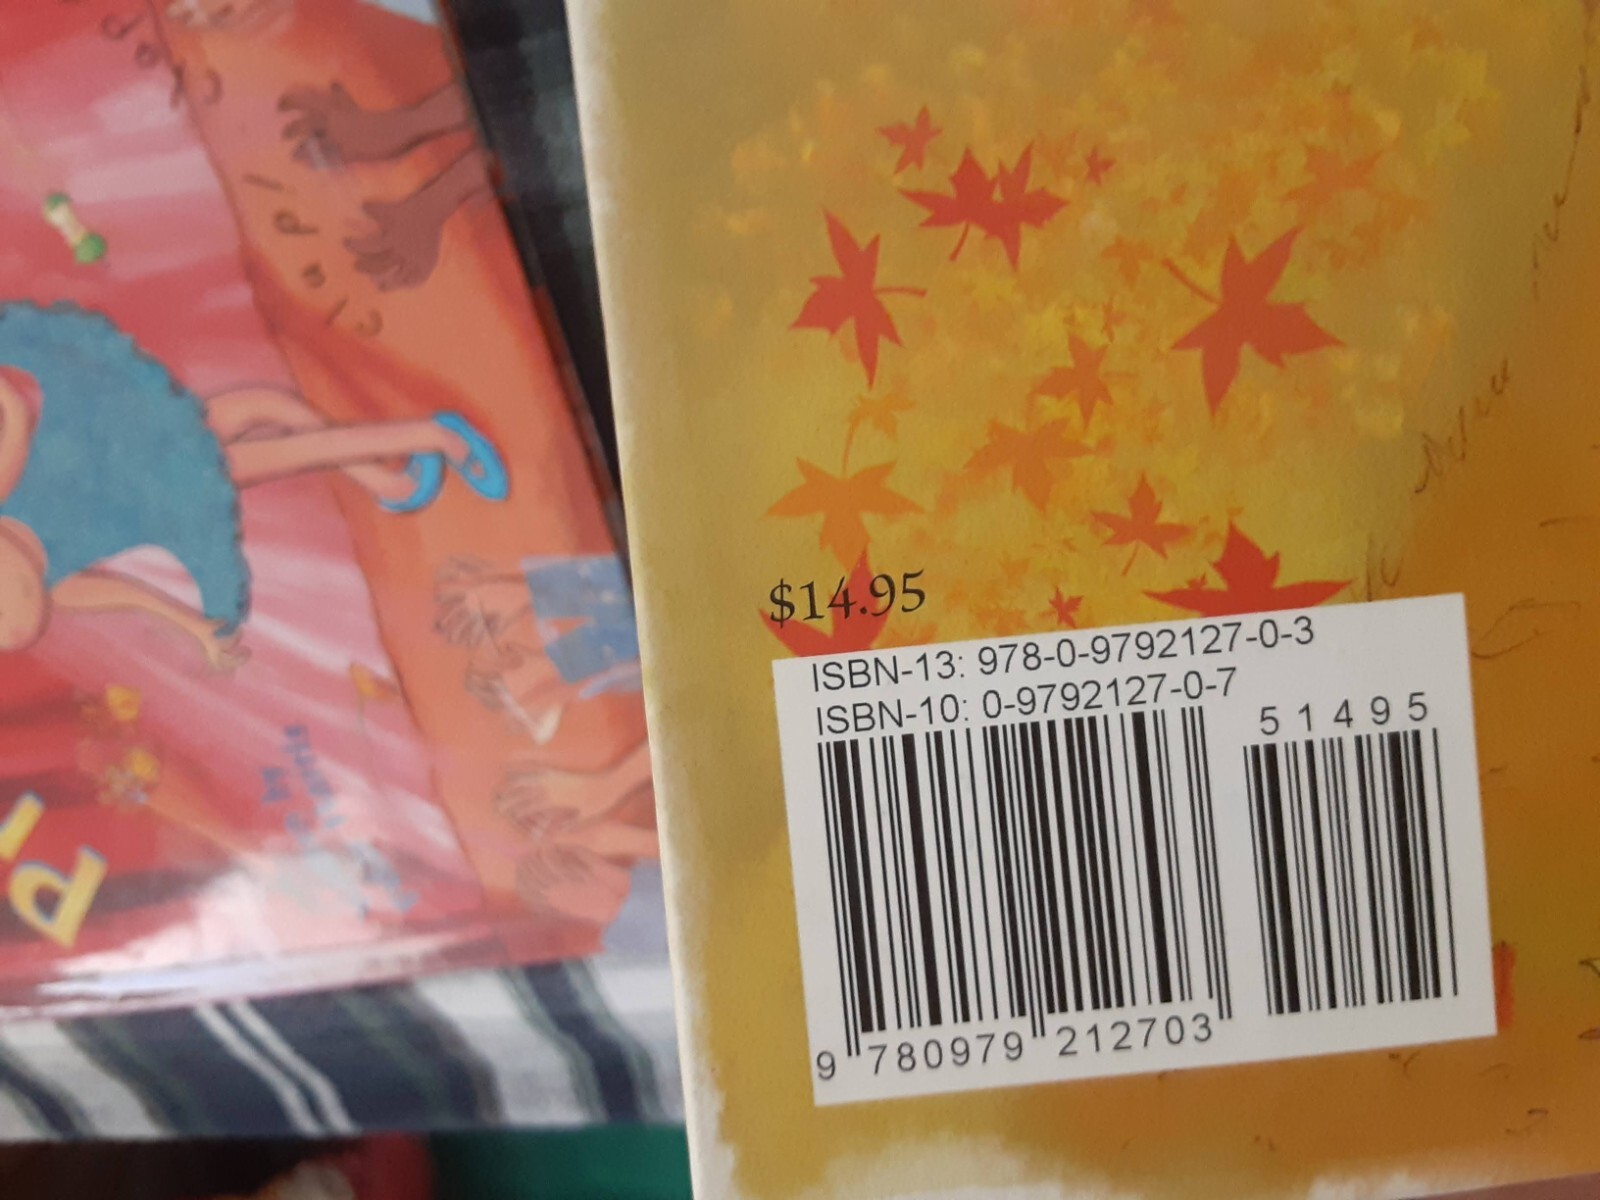 clap!
$14.95
ISBN-13: 978-0-9792127-0-3
ISBN-10: 0-9792127-0-7
51495
9 780979 212703